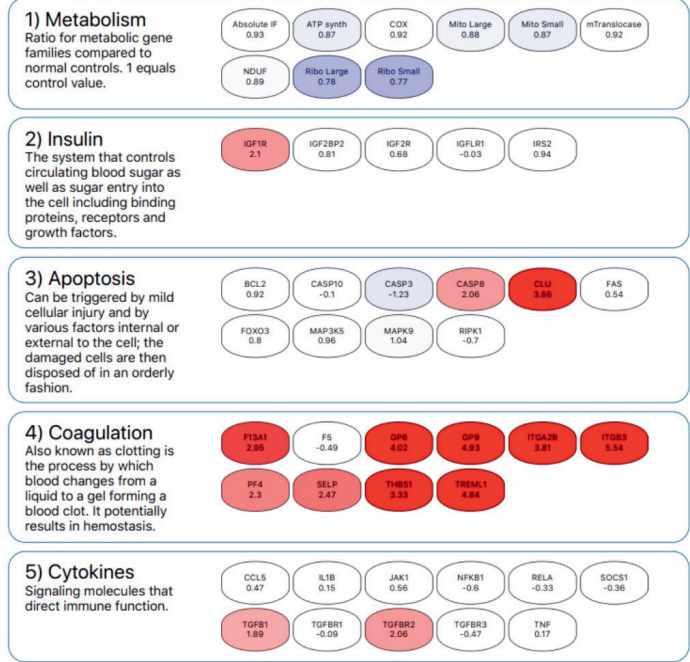 1) Metabolism
Ratio for metabolic gene
families compared to
normal controls. 1 equals
control value.
Absolute IF
0.93
ATP synth
0.87
COX
0.92
Mito Large
0.88
Mito Small
0.87
mTranslocase
0.92
NDUF
0.89
Ribo Large
0.78
Ribo Small
0.77
2) Insulin
The system that controls
circulating blood sugar as
well as sugar entry into
the cell including binding
proteins, receptors and
growth factors.
IGF1R
2.1
IGF2BP2
0.81
IGF2R
0.68
IGFLR1
-0.03
IRS2
0.94
3) Apoptosis
Can be triggered by mild
cellular injury and by
various factors internal or
external to the cell; the
damaged cells are then
disposed of in an orderly
fashion.
BCL2
0.92
CASP10
-0.1
CASP3
-1.23
CASP8
2.06
CLU
3.86
FAS
0.54
FOXO3
0.8
MAP3K5
0.96
MAPK9
1.04
RIPK1
-0.7
4) Coagulation
Also known as clotting is
the process by which
blood changes from a
liquid to a gel forming a
blood clot. It potentially
results in hemostasis.
F13A1
2.95
F5
-0.49
GP6
4.02
GP9
4.93
ITGA2B
3.81
ITGB3
5.54
PF4
2.3
SELP
2.47
THBS1
3.33
TREML1
4.84
5) Cytokines
Signaling molecules that
direct immune function.
CCL5
0.47
IL1B
0.15
JAK1
0.56
NFKB1
-0.6
RELA
-0.33
SOCS1
-0.36
TGFB1
1.89
TGFBR1
-0.09
TGFBR2
2.06
TGFBR3
-0.47
TNF
0.17